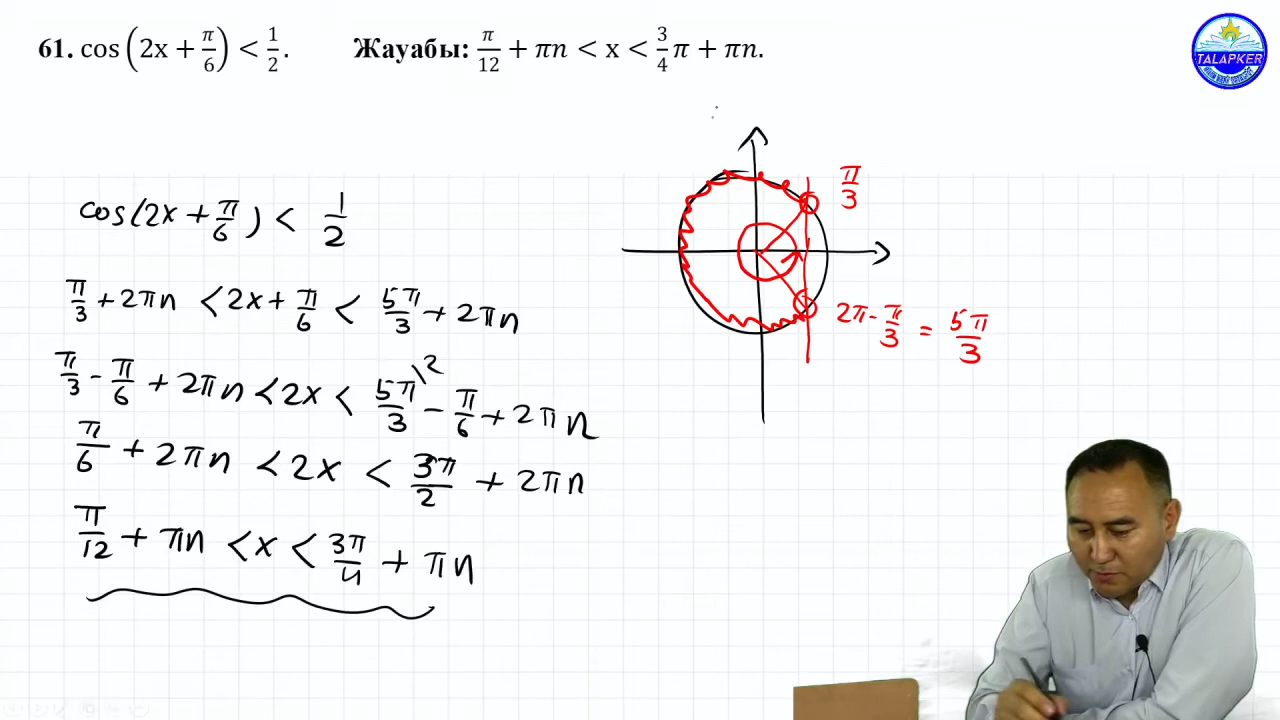 61. cos(2x + π/6) < 1/2. Жауабы: π/12 + πn < x < 3/4 π + πn.
TALAPKER
cos(2x + π/6) < 1/2
π/3 + 2πn < 2x + π/6 < 5π/3 + 2πn
π/3 - π/6 + 2πn < 2x < 5π/3 \2 - π/6 + 2πn
π/6 + 2πn < 2x < 3π/2 + 2πn
π/12 + πn < x < 3π/4 + πn
π/3
2π - π/3 = 5π/3